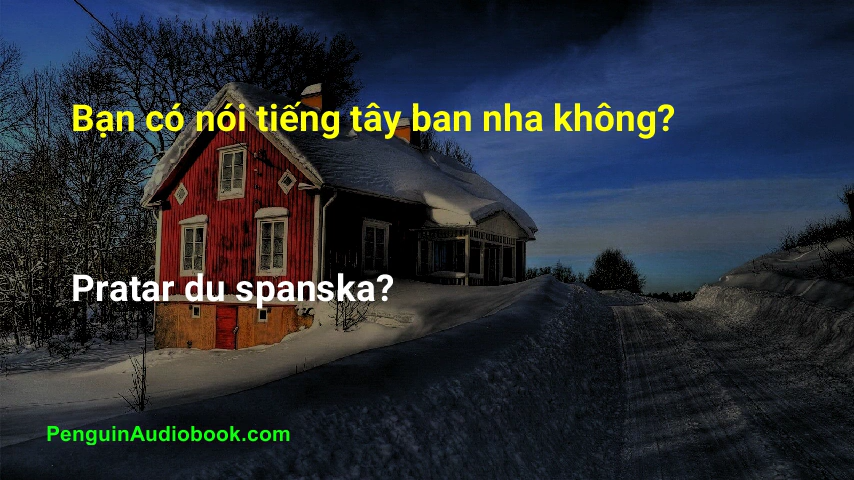 Bạn có nói tiếng tây ban nha không?
Pratar du spanska?
PenguinAudiobook.com